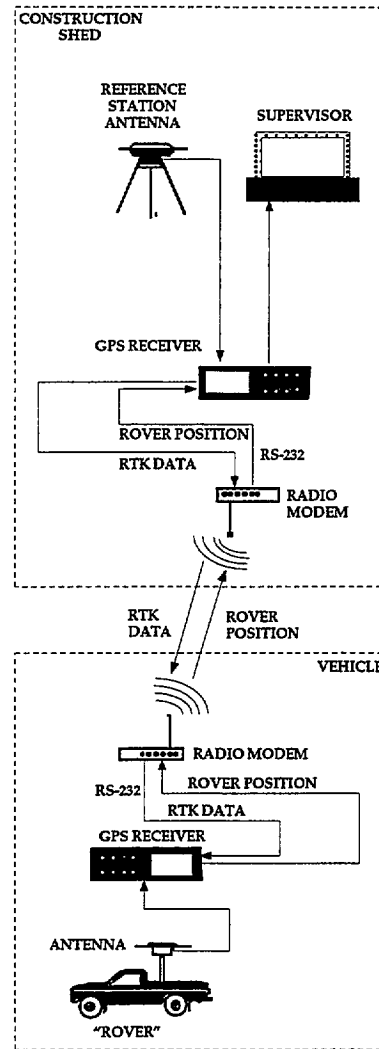 CONSTRUCTION
SHED
REFERENCE
STATION
ANTENNA
SUPERVISOR
GPS RECEIVER
ROVER POSITION
RTK DATA
RS-232
RADIO
MODEM
RTK
DATA
ROVER
POSITION
VEHICLE
RADIO MODEM
RS-232
ROVER POSITION
RTK DATA
GPS RECEIVER
ANTENNA
"ROVER"